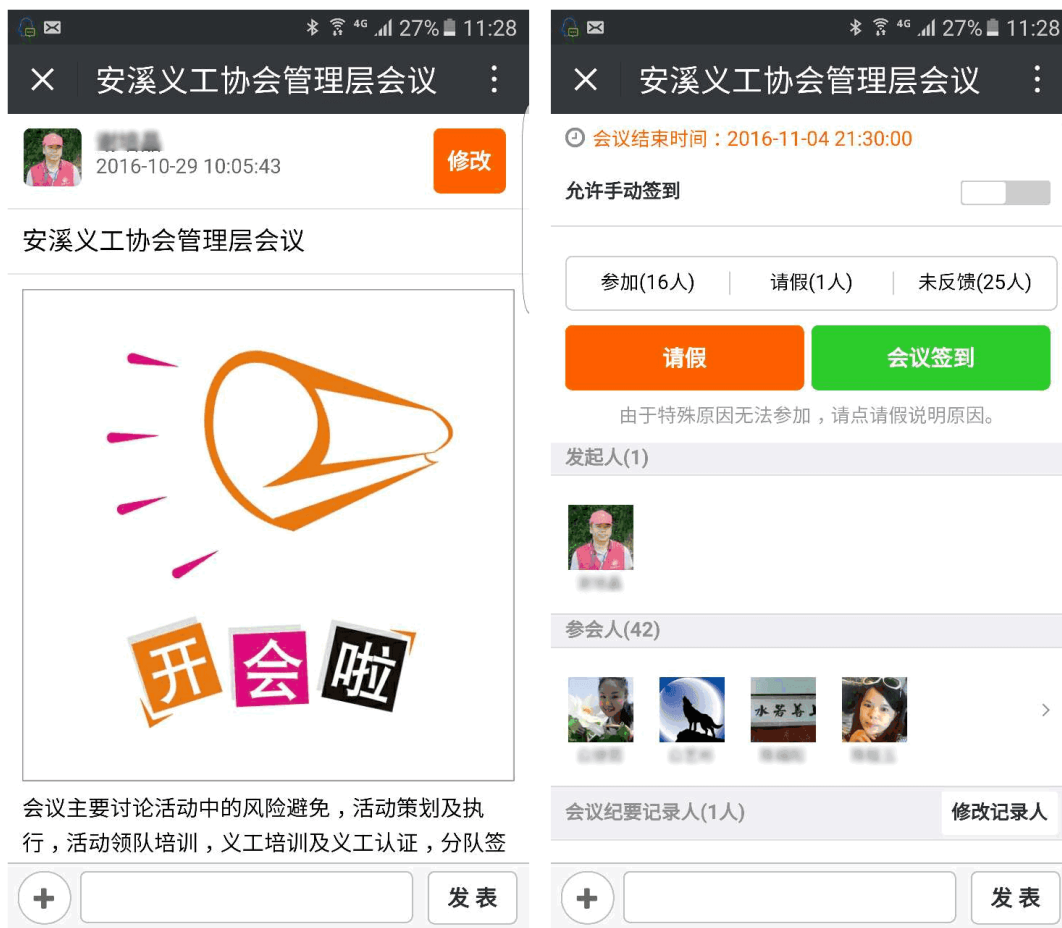 4G 27% 11:28
安溪义工协会管理层会议
2016-10-29 10:05:43
修改
安溪义工协会管理层会议
开会啦
会议主要讨论活动中的风险避免，活动策划及执
行，活动领队培训，义工培训及义工认证，分队签
发表
4G 27% 11:28
安溪义工协会管理层会议
会议结束时间：2016-11-04 21:30:00
允许手动签到
参加(16人) 请假(1人) 未反馈(25人)
请假 会议签到
由于特殊原因无法参加，请点请假说明原因。
发起人(1)
参会人(42)
会议纪要记录人(1人) 修改记录人
发表